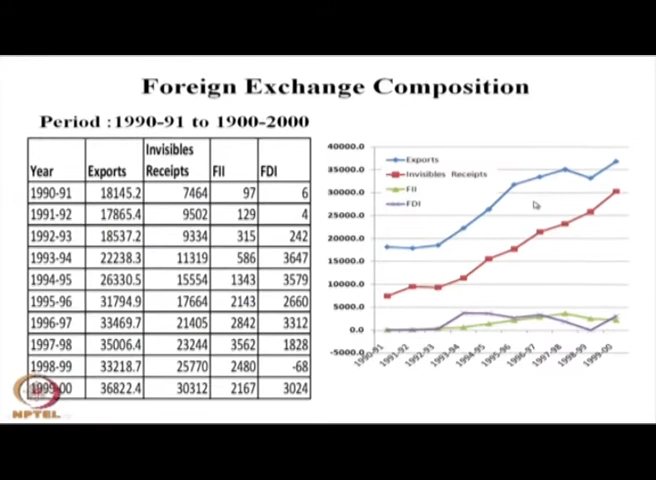 Foreign Exchange Composition
Period :1990-91 to 1900-2000
Year Exports Invisibles Receipts FII FDI
1990-91 18145.2 7464 97 6
1991-92 17865.4 9502 129 4
1992-93 18537.2 9334 315 242
1993-94 22238.3 11319 586 3647
1994-95 26330.5 15554 1343 3579
1995-96 31794.9 17664 2143 2660
1996-97 33469.7 21405 2842 3312
1997-98 35006.4 23244 3562 1828
1998-99 33218.7 25770 2480 -68
1999-00 36822.4 30312 2167 3024
NPTEL
40000.0
35000.0
30000.0
25000.0
20000.0
15000.0
10000.0
5000.0
0.0
-5000.0
Exports
Invisibles Receipts
FII
FDI
1990-91
1991-92
1992-93
1993-94
1994-95
1995-96
1996-97
1997-98
1998-99
1999-00